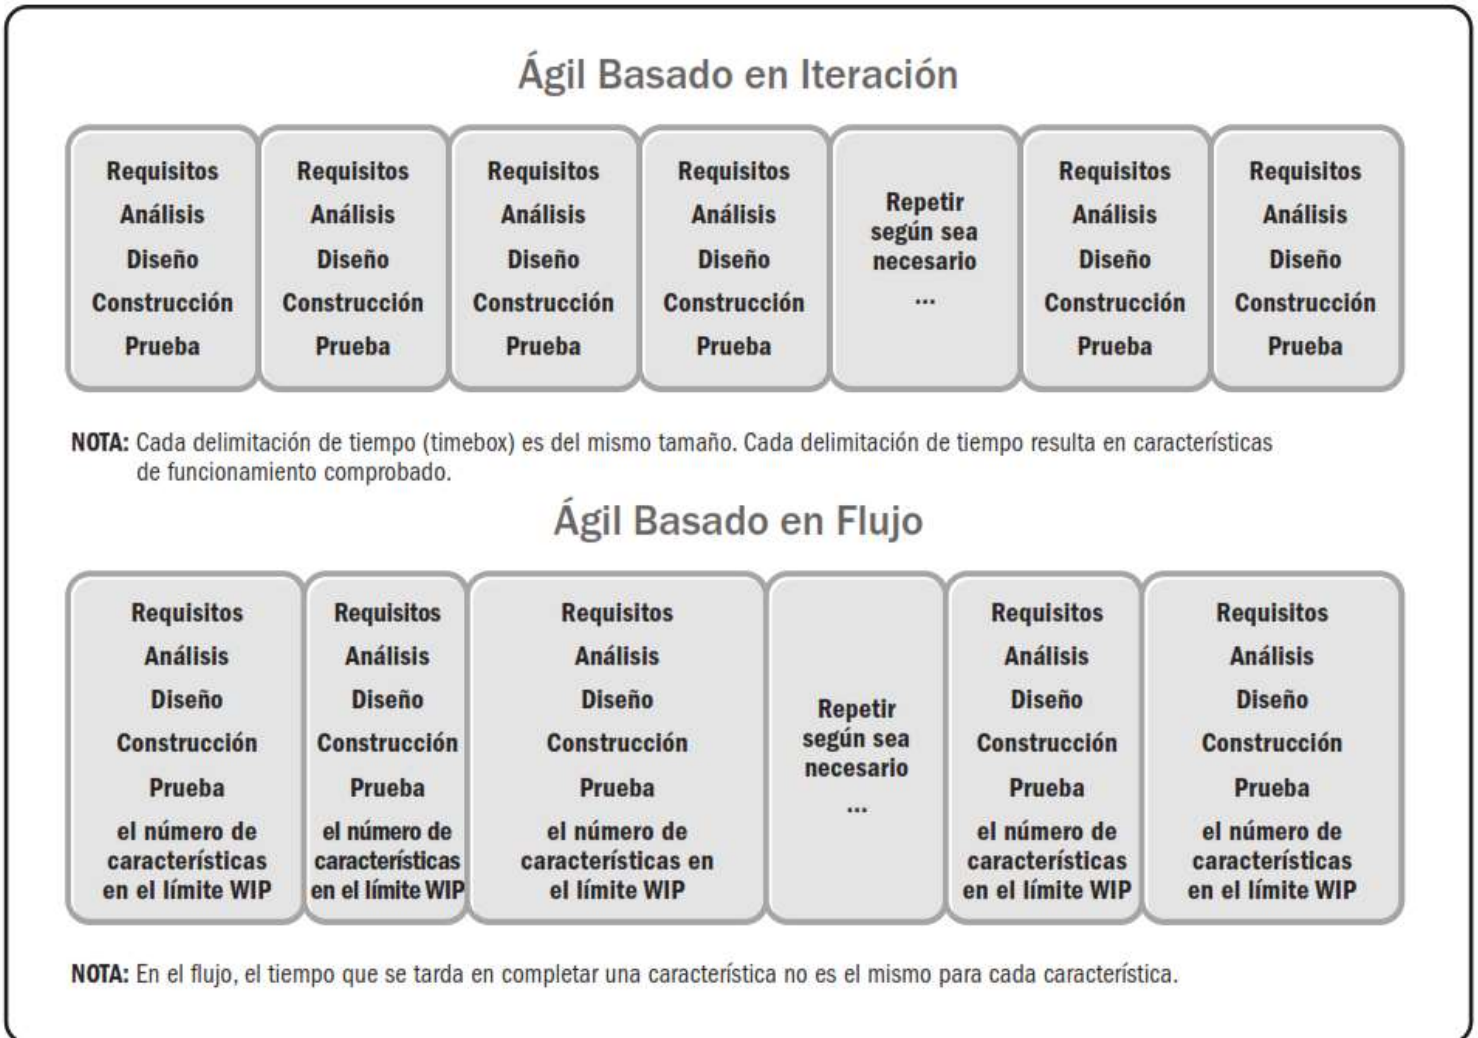 Ágil Basado en Iteración
Requisitos
Análisis
Diseño
Construcción
Prueba
Requisitos
Análisis
Diseño
Construcción
Prueba
Requisitos
Análisis
Diseño
Construcción
Prueba
Requisitos
Análisis
Diseño
Construcción
Prueba
Repetir
según sea
necesario
...
Requisitos
Análisis
Diseño
Construcción
Prueba
Requisitos
Análisis
Diseño
Construcción
Prueba
NOTA: Cada delimitación de tiempo (timebox) es del mismo tamaño. Cada delimitación de tiempo resulta en características
de funcionamiento comprobado.
Ágil Basado en Flujo
Requisitos
Análisis
Diseño
Construcción
Prueba
el número de
características
en el límite WIP
Requisitos
Análisis
Diseño
Construcción
Prueba
el número de
características
en el límite WIP
Requisitos
Análisis
Diseño
Construcción
Prueba
el número de
características en
el límite WIP
Repetir
según sea
necesario
...
Requisitos
Análisis
Diseño
Construcción
Prueba
el número de
características
en el límite WIP
Requisitos
Análisis
Diseño
Construcción
Prueba
el número de
características
en el límite WIP
NOTA: En el flujo, el tiempo que se tarda en completar una característica no es el mismo para cada característica.